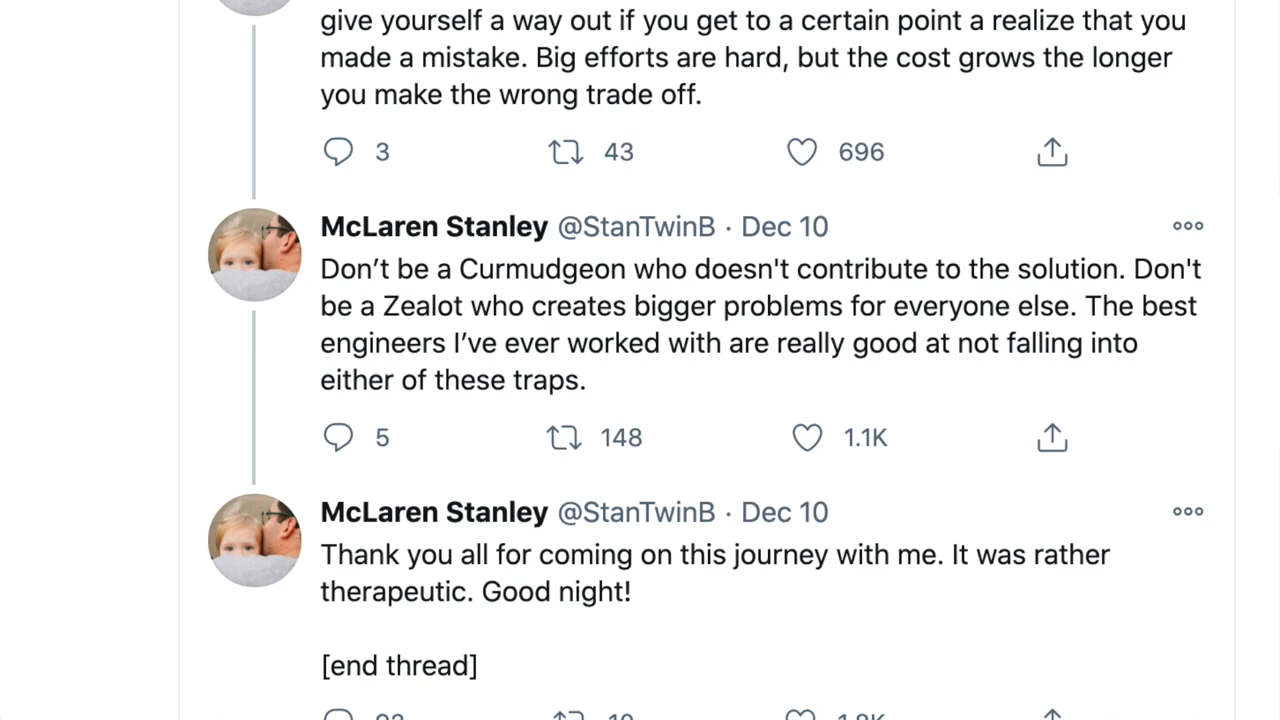 give yourself a way out if you get to a certain point a realize that you
made a mistake. Big efforts are hard, but the cost grows the longer
you make the wrong trade off.
3 43 696
McLaren Stanley @StanTwinB · Dec 10
Don’t be a Curmudgeon who doesn't contribute to the solution. Don't
be a Zealot who creates bigger problems for everyone else. The best
engineers I’ve ever worked with are really good at not falling into
either of these traps.
5 148 1.1K
McLaren Stanley @StanTwinB · Dec 10
Thank you all for coming on this journey with me. It was rather
therapeutic. Good night!
[end thread]